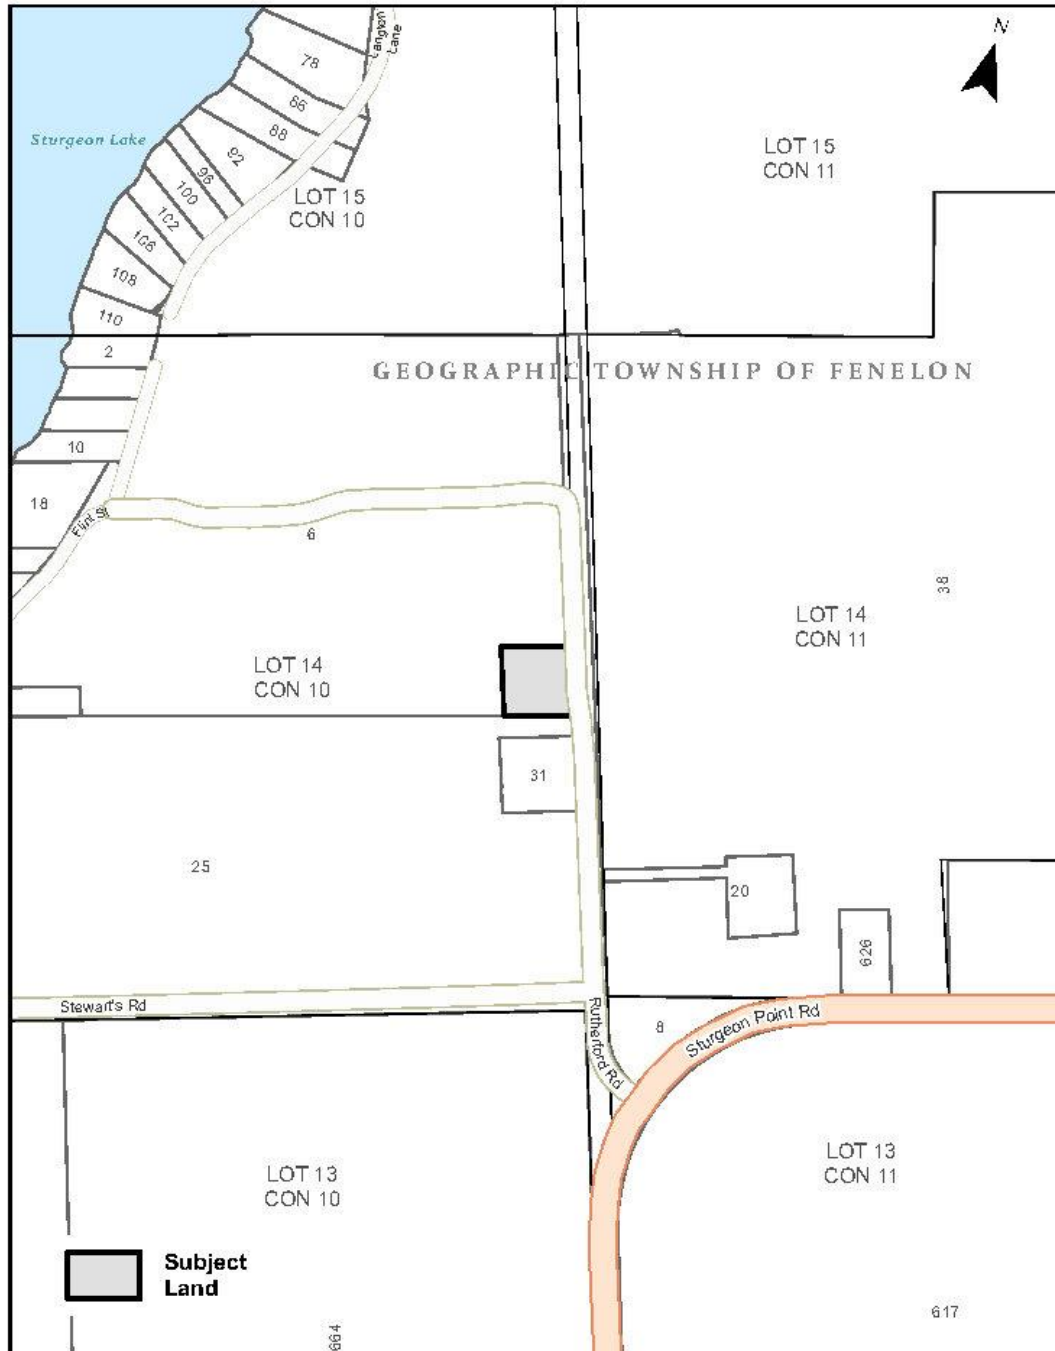 N
Langton
Lane
78
86
88
92
96
100
102
106
108
110
2
10
18
Sturgeon Lake
LOT 15
CON 10
LOT 15
CON 11
GEOGRAPHIC TOWNSHIP OF FENELON
Flint St
6
38
LOT 14
CON 11
LOT 14
CON 10
31
25
20
626
Stewart's Rd
Rutherford Rd
8
Sturgeon Point Rd
LOT 13
CON 10
LOT 13
CON 11
Subject
Land
664
617